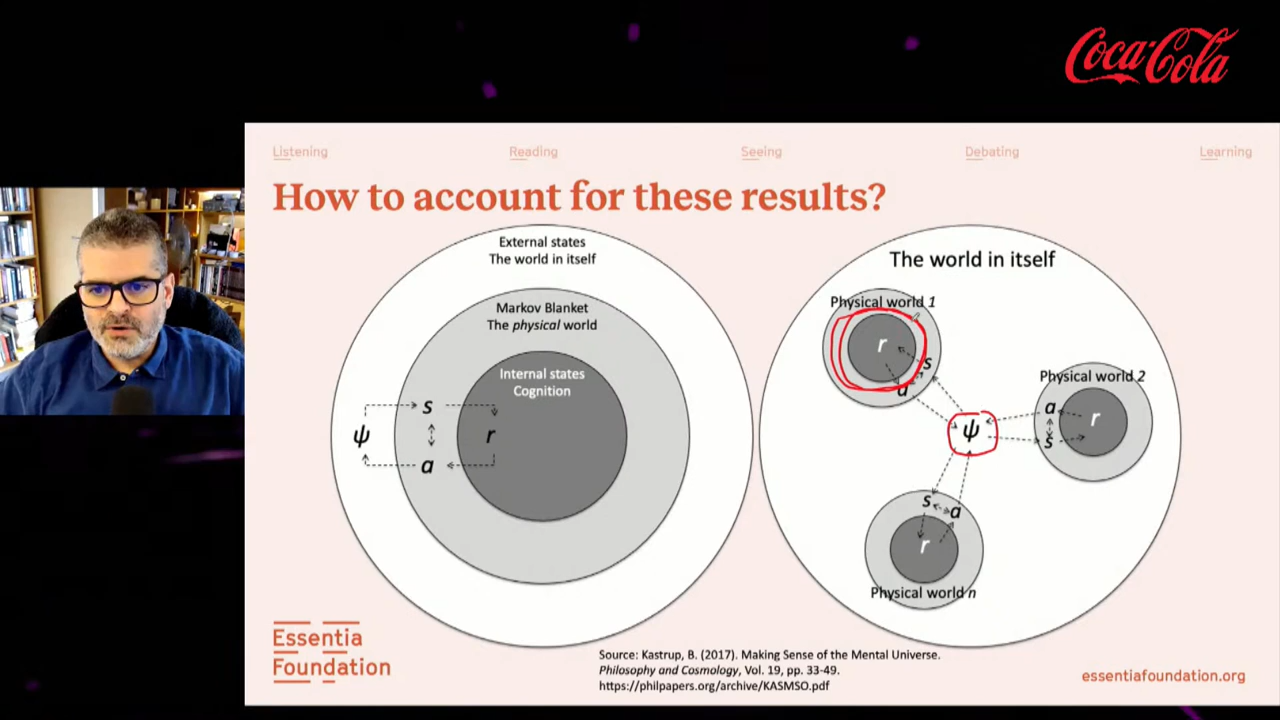 Coca-Cola
Listening
Reading
Seeing
Debating
Learning
How to account for these results?
External states
The world in itself
Markov Blanket
The physical world
Internal states
Cognition
ψ
s
r
a
The world in itself
Physical world 1
r
s
a
Physical world 2
a
r
s
ψ
s
a
r
Physical world n
Essentia
Foundation
Source: Kastrup, B. (2017). Making Sense of the Mental Universe.
Philosophy and Cosmology, Vol. 19, pp. 33-49.
https://philpapers.org/archive/KASMSO.pdf
essentiafoundation.org